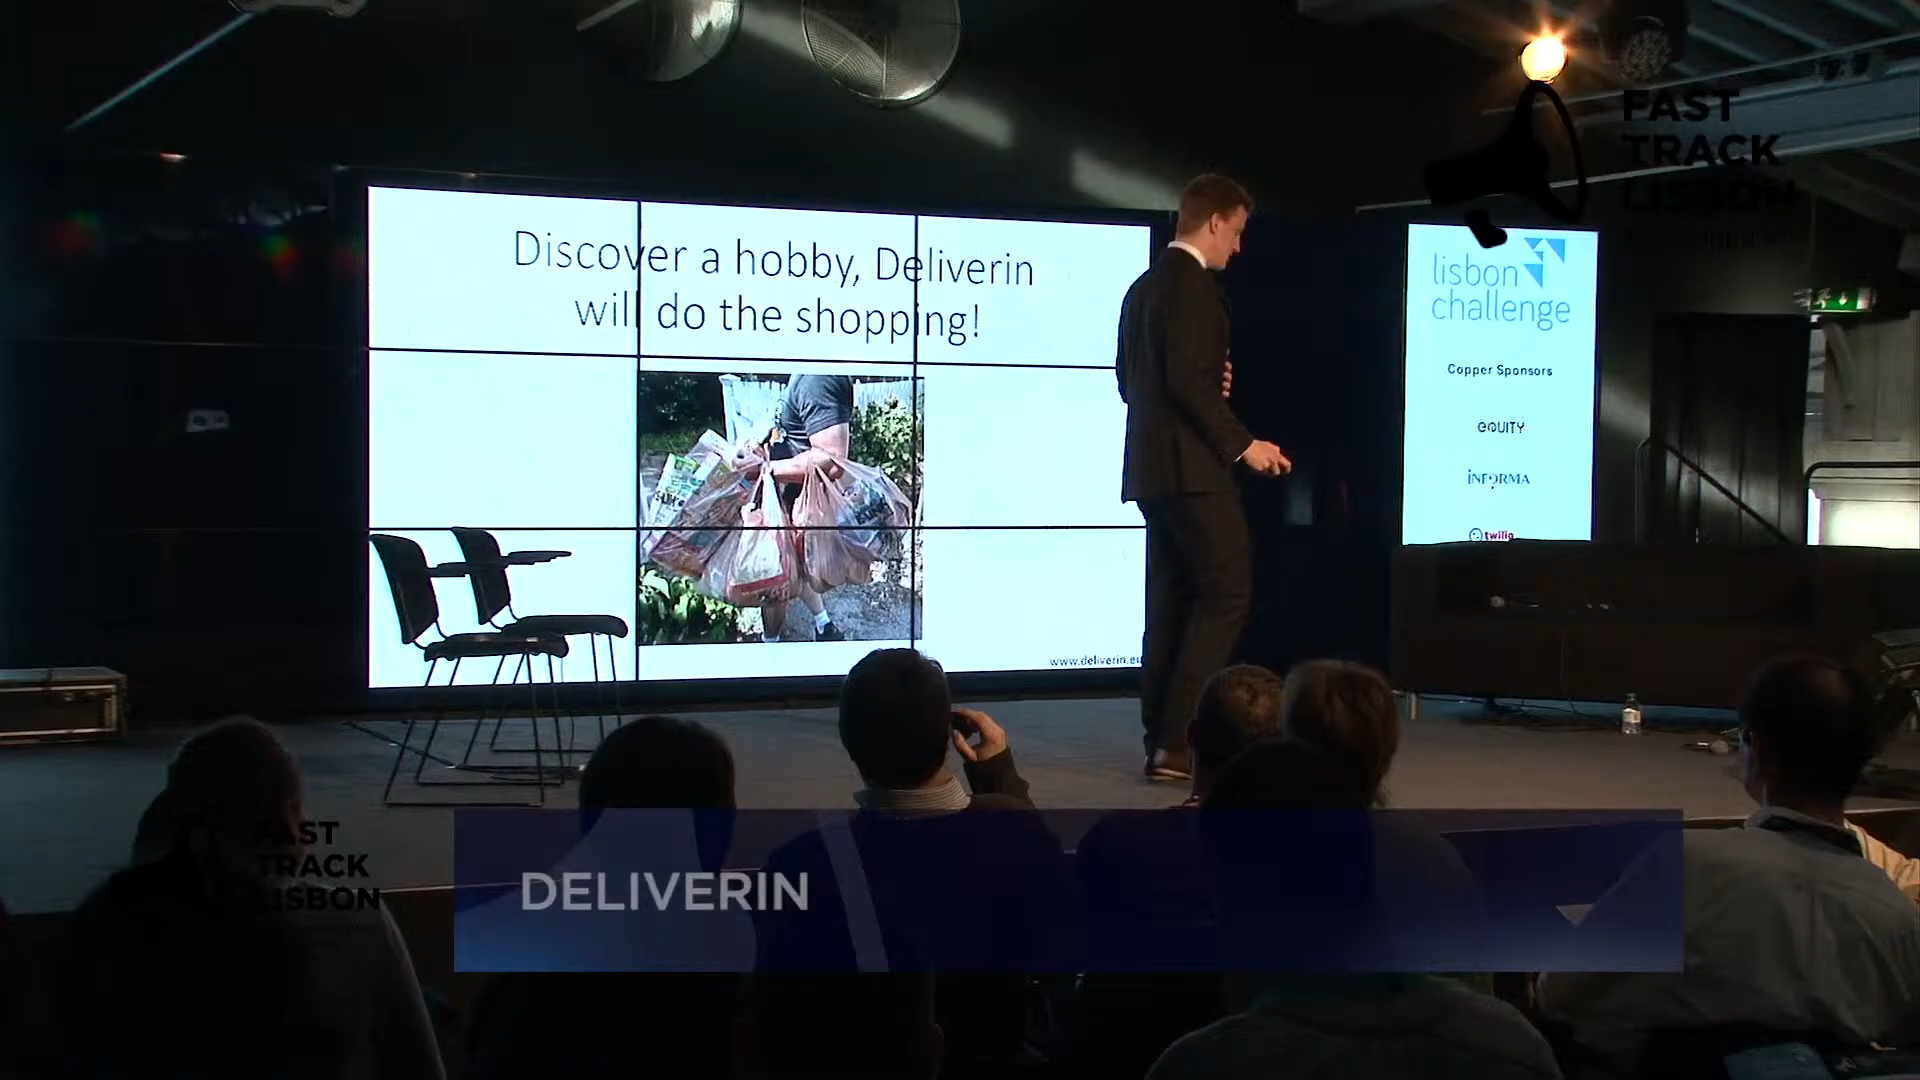 FAST
TRACK
LISBON
Discover a hobby, Deliverin
will do the shopping!
www.deliverin.eu
lisbon
challenge
Copper Sponsors
eQUITY
INFORMA
twilio
FAST
TRACK
LISBON
DELIVERIN